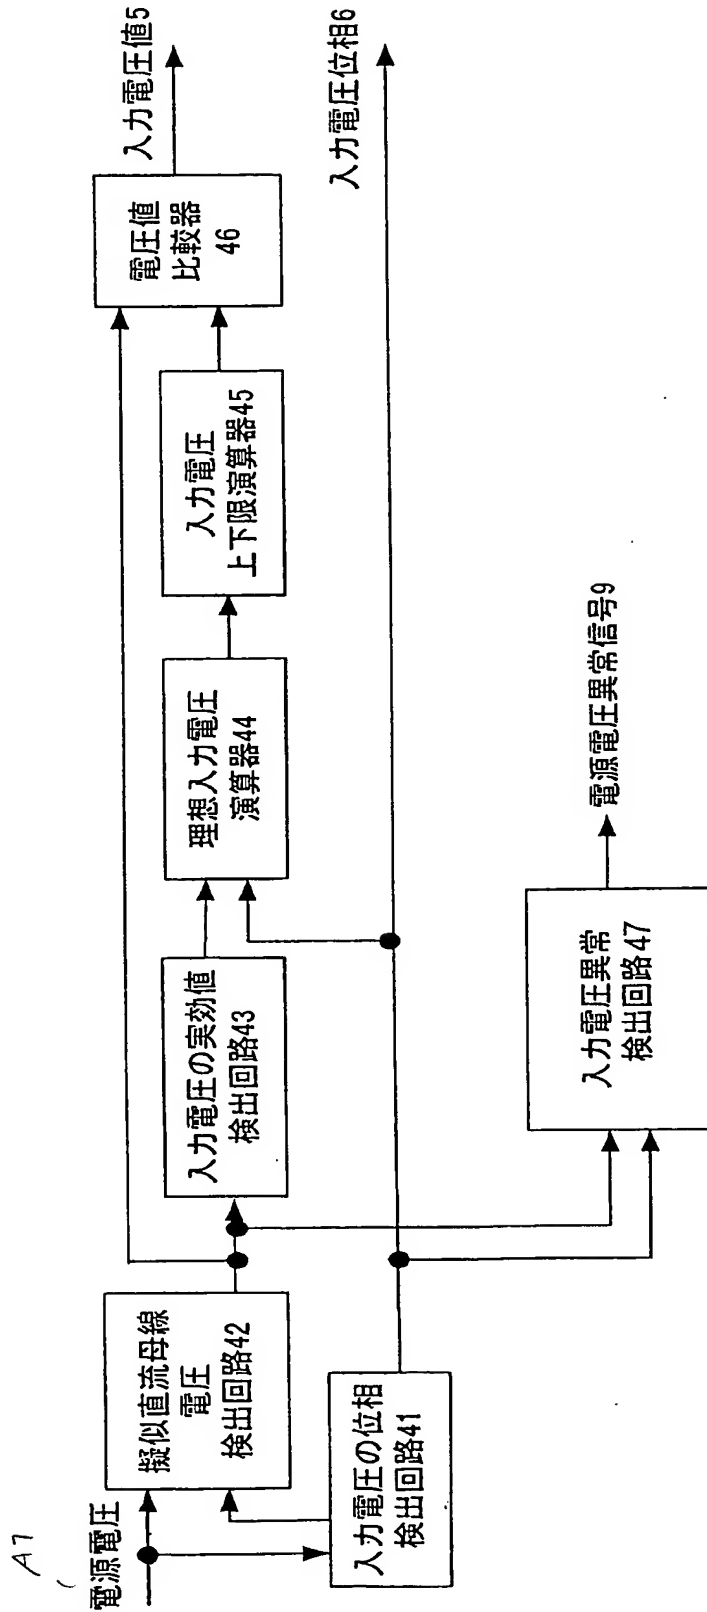 A7
電源電圧
擬似直流母線
電圧
検出回路42
入力電圧の位相
検出回路41
入力電圧の実効値
検出回路43
理想入力電圧
演算器44
入力電圧
上下限演算器45
電圧値
比較器
46
入力電圧値5
入力電圧位相6
入力電圧異常
検出回路47
電源電圧異常信号9